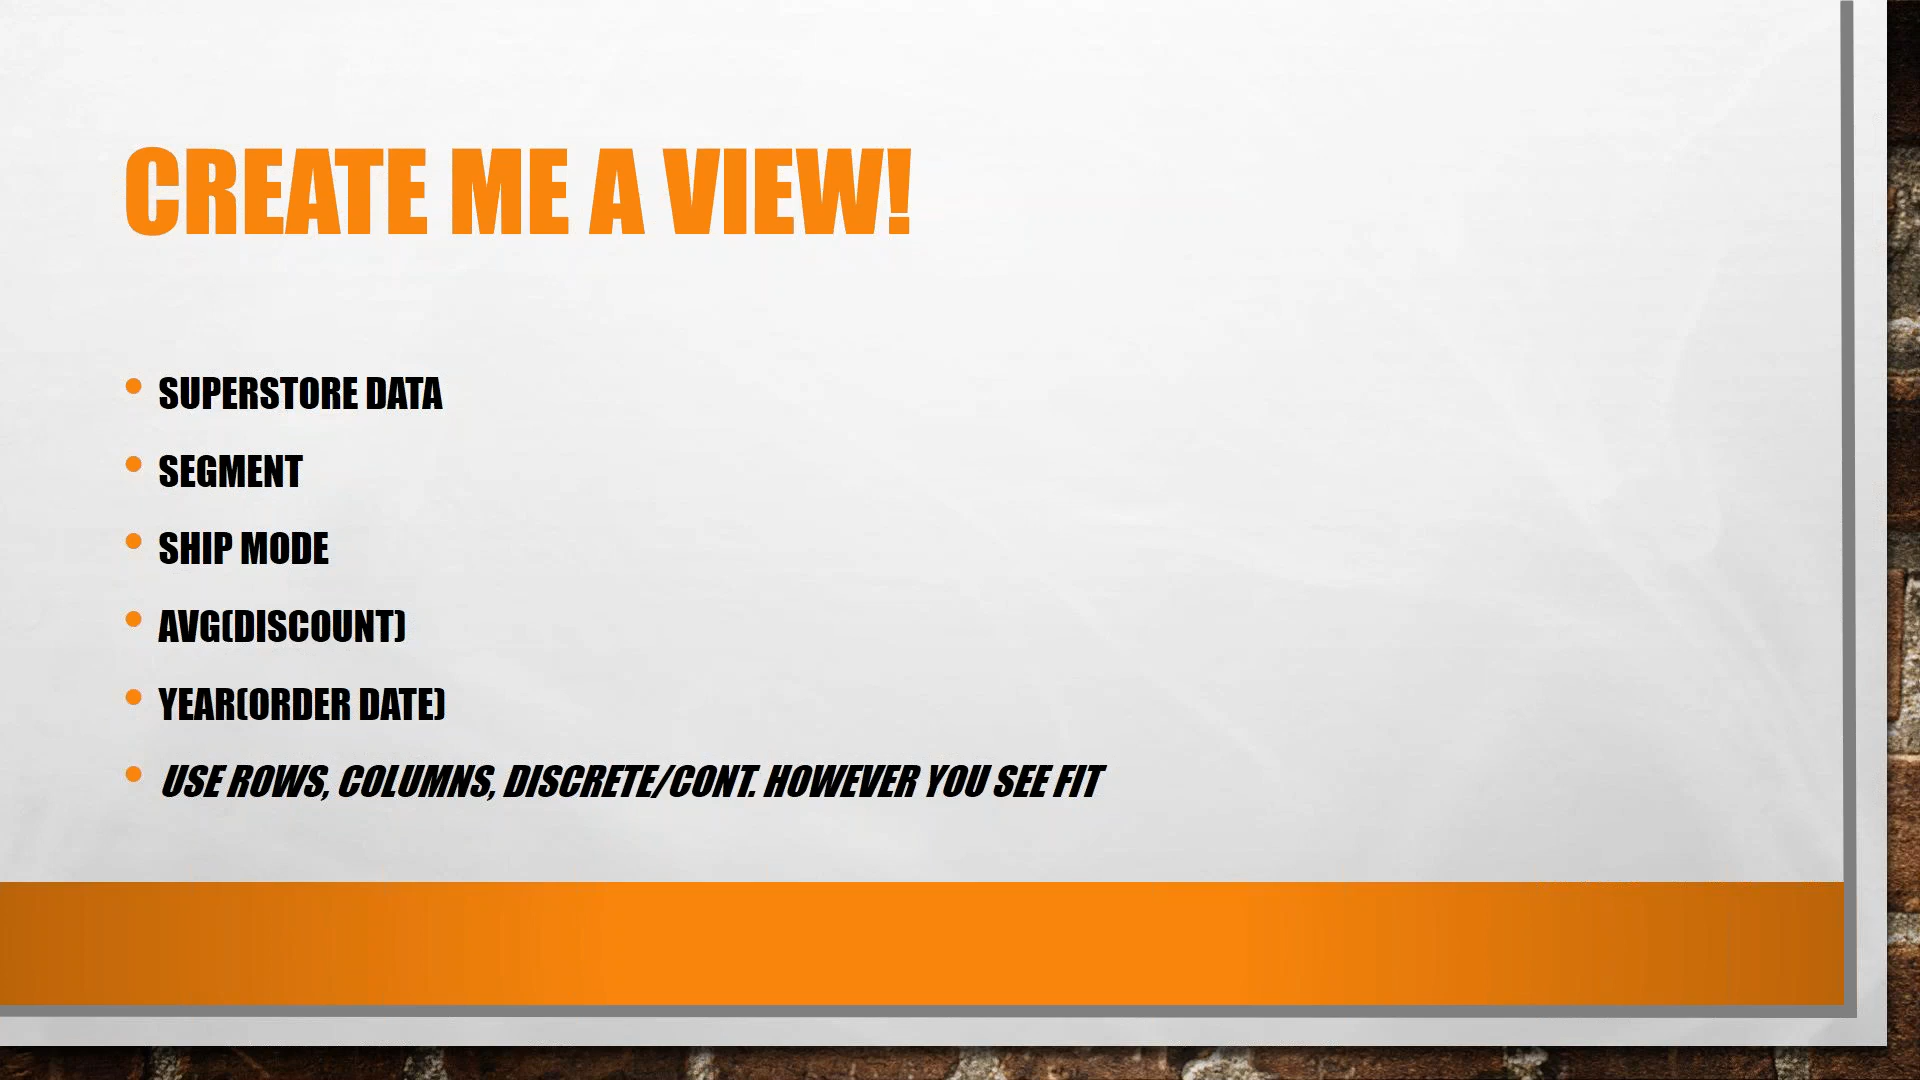 CREATE ME A VIEW!
SUPERSTORE DATA
SEGMENT
SHIP MODE
AVG(DISCOUNT)
YEAR(ORDER DATE)
USE ROWS, COLUMNS, DISCRETE/CONT. HOWEVER YOU SEE FIT